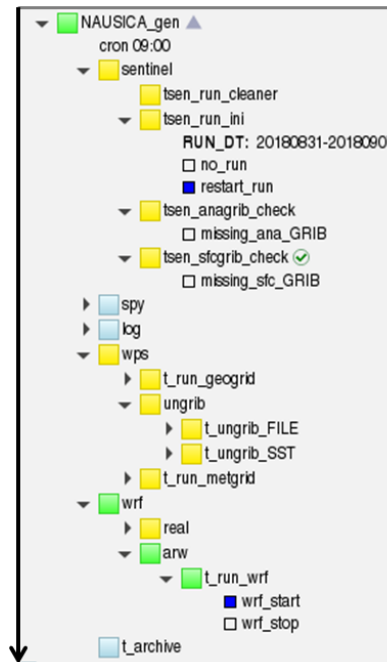 NAUSICA_gen
cron 09:00
sentinel
tsen_run_cleaner
tsen_run_ini
RUN_DT: 20180831-2018090
no_run
restart_run
tsen_anagrib_check
missing_ana_GRIB
tsen_sfcgrib_check
missing_sfc_GRIB
spy
log
wps
t_run_geogrid
ungrib
t_ungrib_FILE
t_ungrib_SST
t_run_metgrid
wrf
real
arw
t_run_wrf
wrf_start
wrf_stop
t_archive